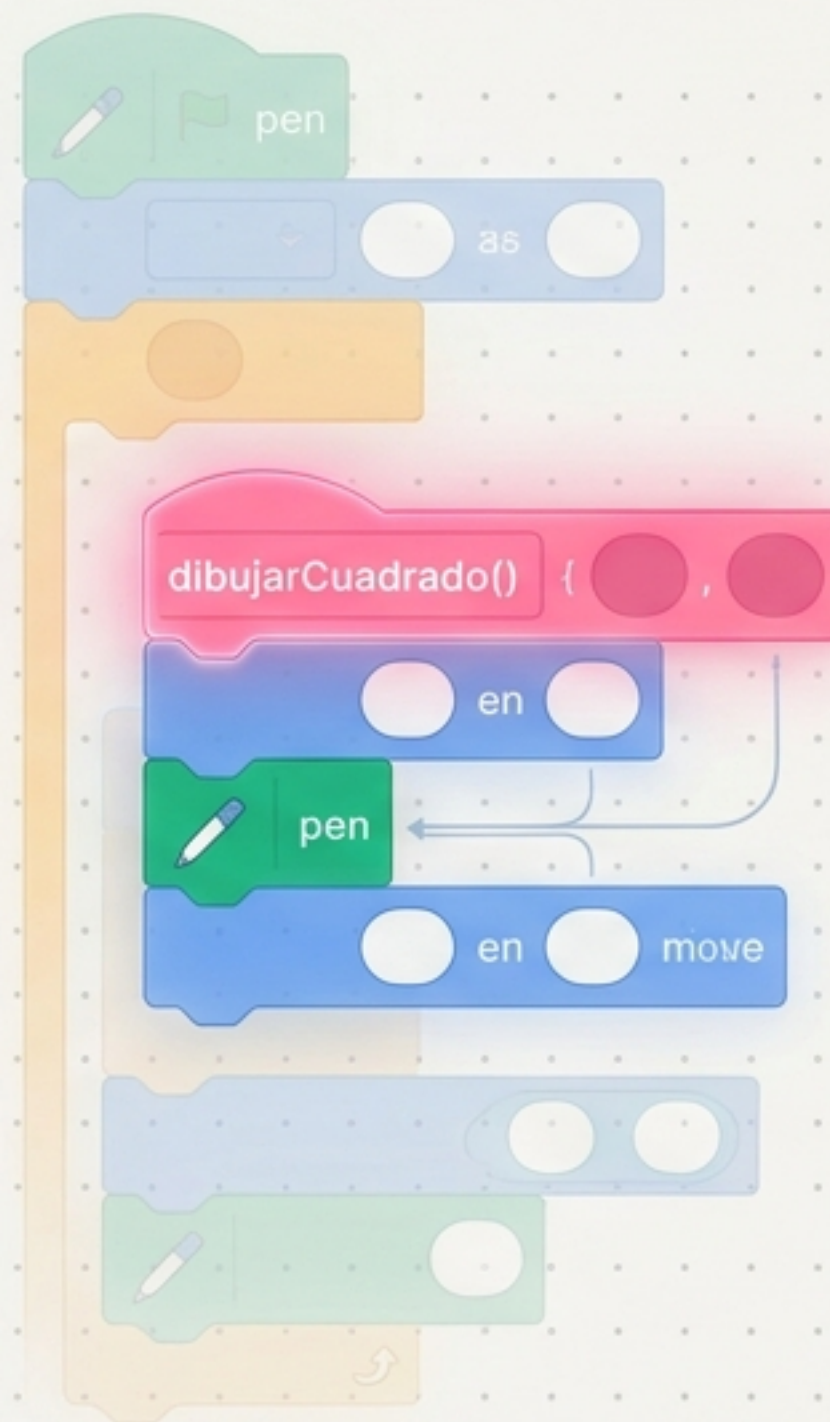 pen
as
dibujarCuadrado() { ,
en
pen
en move